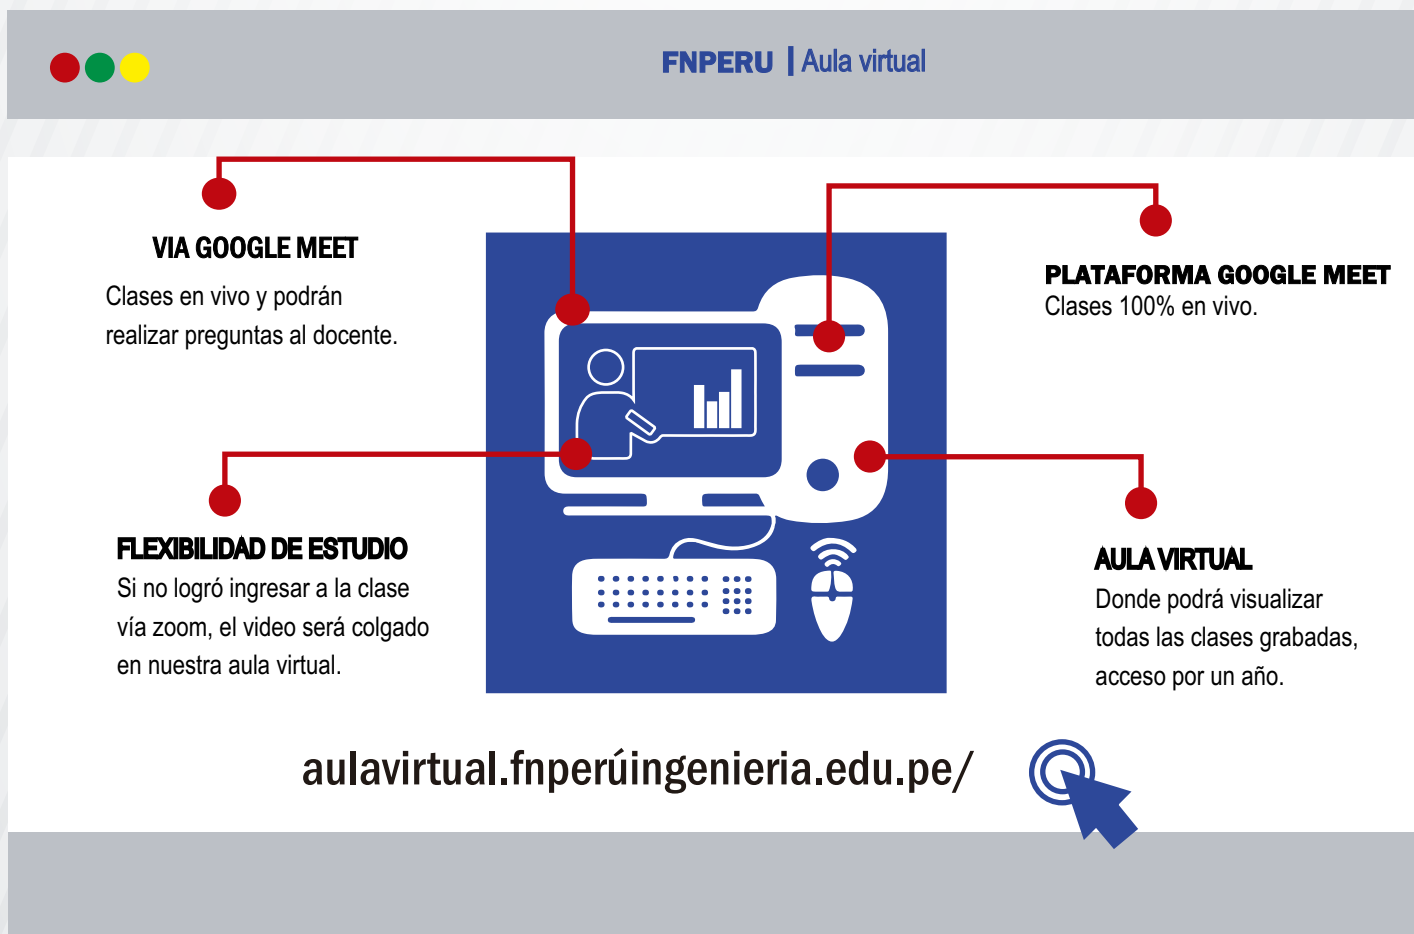 FNPERU | Aula virtual
VIA GOOGLE MEET
Clases en vivo y podrán
realizar preguntas al docente.
PLATAFORMA GOOGLE MEET
Clases 100% en vivo.
FLEXIBILIDAD DE ESTUDIO
Si no logró ingresar a la clase
vía zoom, el video será colgado
en nuestra aula virtual.
AULA VIRTUAL
Donde podrá visualizar
todas las clases grabadas,
acceso por un año.
aulavirtual.fnperúingenieria.edu.pe/